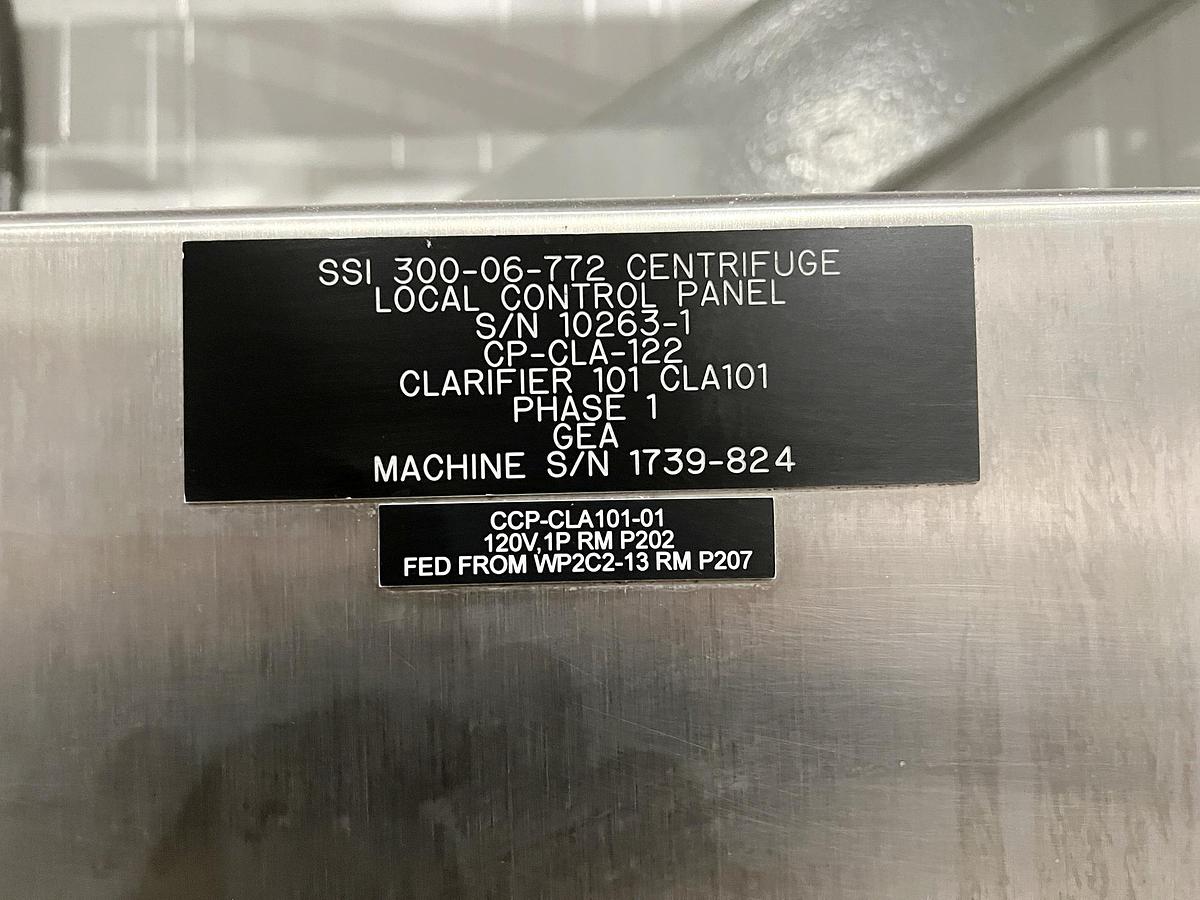 SSI 300-06-772 CENTRIFUGE
LOCAL CONTROL PANEL
S/N 10263-1
CP-CLA-122
CLARIFIER 101 CLA101
PHASE 1
GEA
MACHINE S/N 1739-824
CCP-CLA101-01
120V,1P RM P202
FED FROM WP2C2-13 RM P207